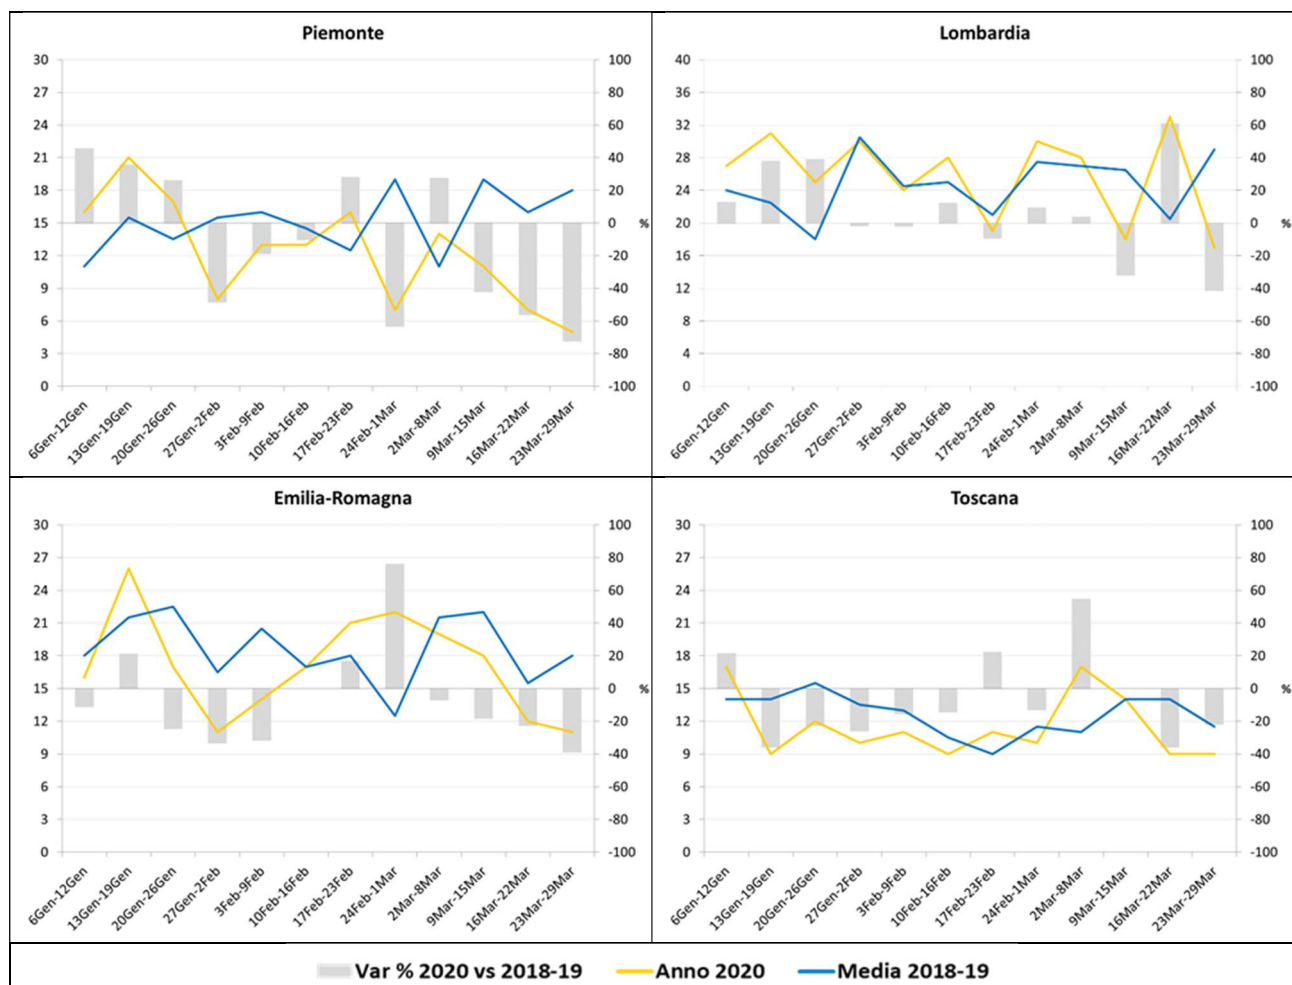 Piemonte
30
27
24
21
18
15
12
9
6
3
0
100
80
60
40
20
0
-20
-40
-60
-80
-100
%
6Gen-12Gen
13Gen-19Gen
20Gen-26Gen
27Gen-2Feb
3Feb-9Feb
10Feb-16Feb
17Feb-23Feb
24Feb-1Mar
2Mar-8Mar
9Mar-15Mar
16Mar-22Mar
23Mar-29Mar
Lombardia
40
36
32
28
24
20
16
12
8
4
0
100
80
60
40
20
0
-20
-40
-60
-80
-100
%
6Gen-12Gen
13Gen-19Gen
20Gen-26Gen
27Gen-2Feb
3Feb-9Feb
10Feb-16Feb
17Feb-23Feb
24Feb-1Mar
2Mar-8Mar
9Mar-15Mar
16Mar-22Mar
23Mar-29Mar
Emilia-Romagna
30
27
24
21
18
15
12
9
6
3
0
100
80
60
40
20
0
-20
-40
-60
-80
-100
%
6Gen-12Gen
13Gen-19Gen
20Gen-26Gen
27Gen-2Feb
3Feb-9Feb
10Feb-16Feb
17Feb-23Feb
24Feb-1Mar
2Mar-8Mar
9Mar-15Mar
16Mar-22Mar
23Mar-29Mar
Toscana
30
27
24
21
18
15
12
9
6
3
0
100
80
60
40
20
0
-20
-40
-60
-80
-100
%
6Gen-12Gen
13Gen-19Gen
20Gen-26Gen
27Gen-2Feb
3Feb-9Feb
10Feb-16Feb
17Feb-23Feb
24Feb-1Mar
2Mar-8Mar
9Mar-15Mar
16Mar-22Mar
23Mar-29Mar
Var % 2020 vs 2018-19 Anno 2020 Media 2018-19